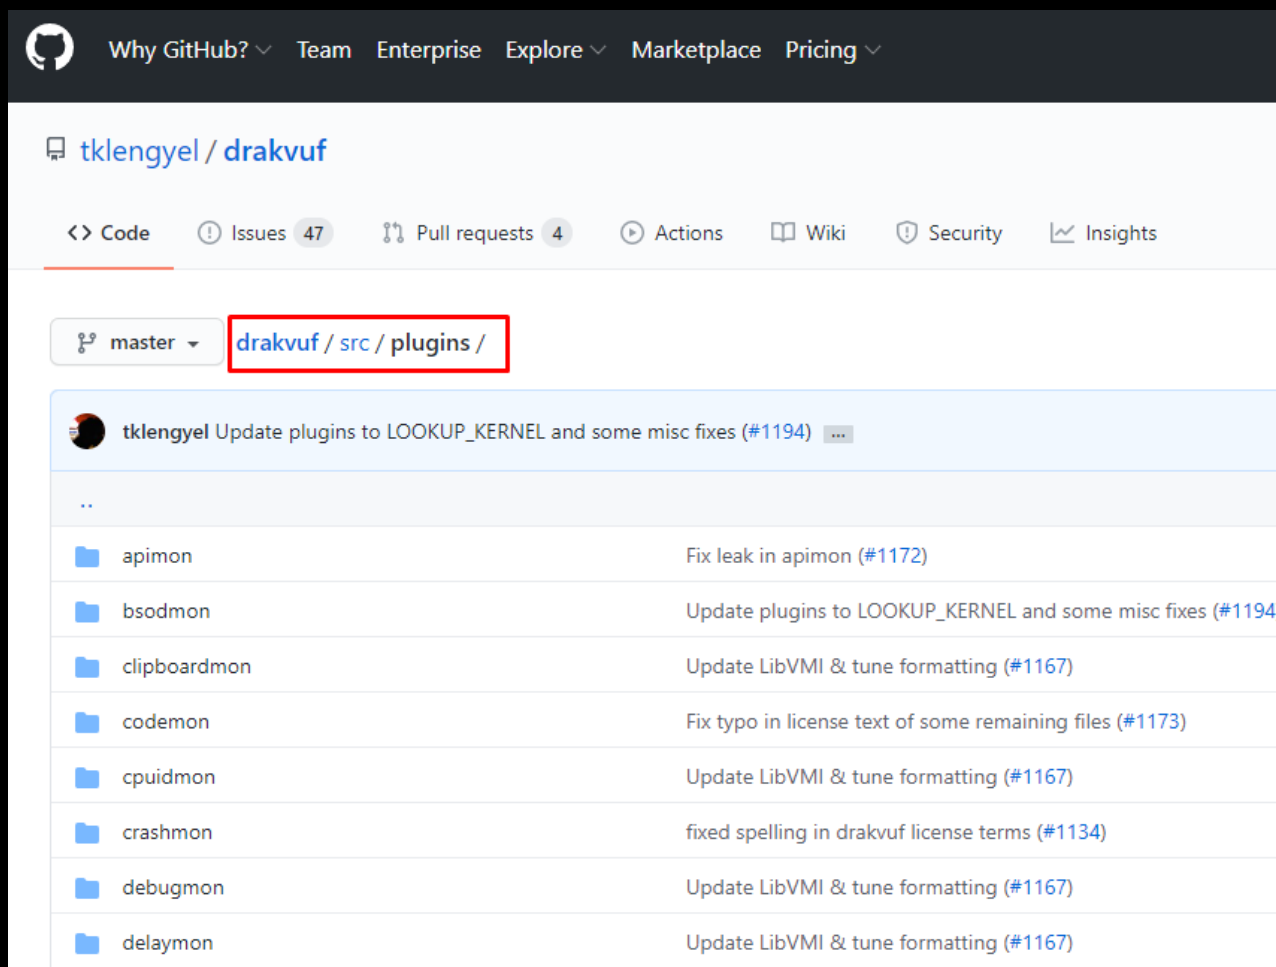 Why GitHub? Team Enterprise Explore Marketplace Pricing
tklengyel / drakvuf
<> Code Issues 47 Pull requests 4 Actions Wiki Security Insights
master drakvuf / src / plugins /
tklengyel Update plugins to LOOKUP_KERNEL and some misc fixes (#1194) ...
..
apimon Fix leak in apimon (#1172)
bsodmon Update plugins to LOOKUP_KERNEL and some misc fixes (#1194
clipboardmon Update LibVMI & tune formatting (#1167)
codemon Fix typo in license text of some remaining files (#1173)
cpuidmon Update LibVMI & tune formatting (#1167)
crashmon fixed spelling in drakvuf license terms (#1134)
debugmon Update LibVMI & tune formatting (#1167)
delaymon Update LibVMI & tune formatting (#1167)